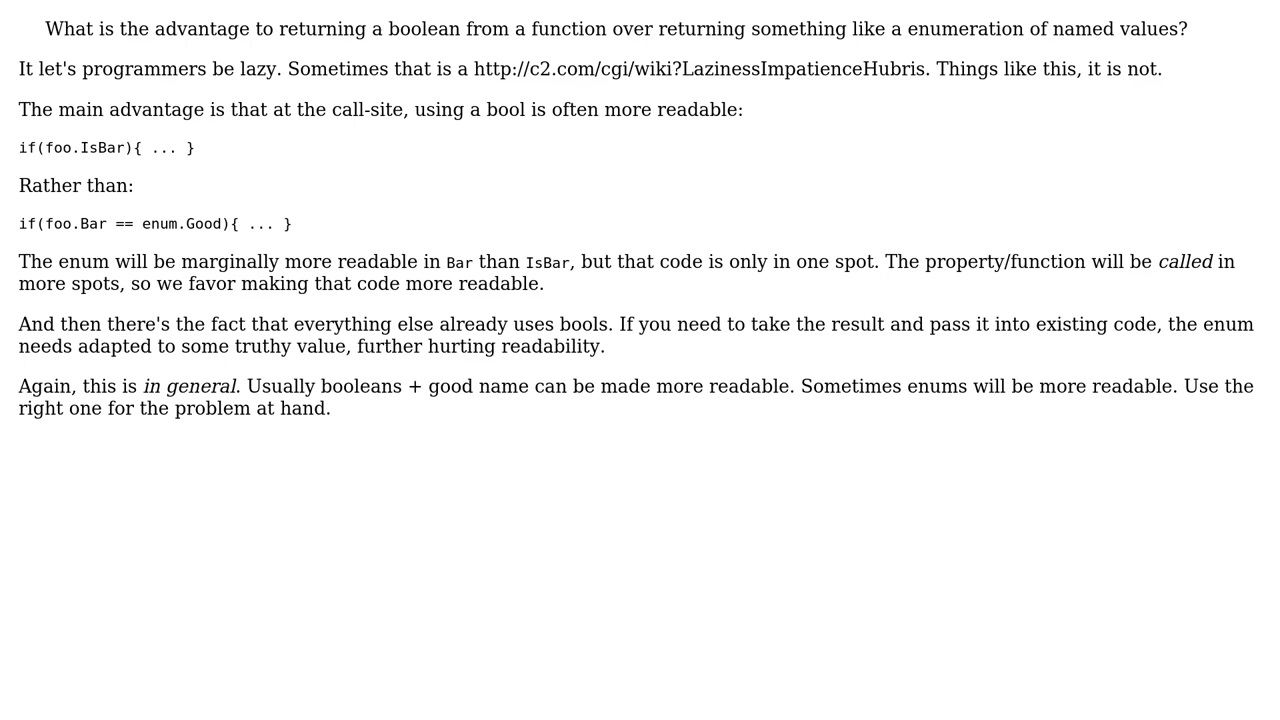 What is the advantage to returning a boolean from a function over returning something like a enumeration of named values?
It let's programmers be lazy. Sometimes that is a http://c2.com/cgi/wiki?LazinessImpatienceHubris. Things like this, it is not.
The main advantage is that at the call-site, using a bool is often more readable:
if(foo.IsBar){ ... }
Rather than:
if(foo.Bar == enum.Good){ ... }
The enum will be marginally more readable in Bar than IsBar, but that code is only in one spot. The property/function will be called in
more spots, so we favor making that code more readable.
And then there's the fact that everything else already uses bools. If you need to take the result and pass it into existing code, the enum
needs adapted to some truthy value, further hurting readability.
Again, this is in general. Usually booleans + good name can be made more readable. Sometimes enums will be more readable. Use the
right one for the problem at hand.